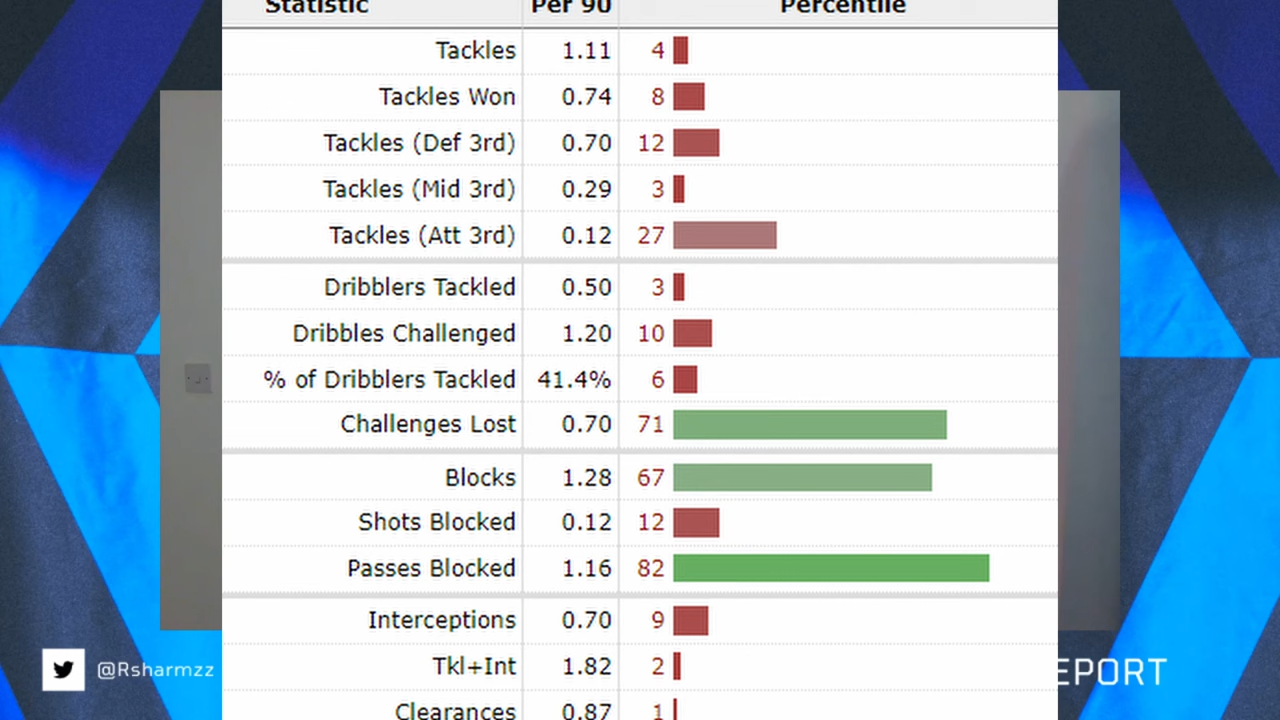 Statistic Per 90 Percentile
Tackles 1.11 4
Tackles Won 0.74 8
Tackles (Def 3rd) 0.70 12
Tackles (Mid 3rd) 0.29 3
Tackles (Att 3rd) 0.12 27
Dribblers Tackled 0.50 3
Dribbles Challenged 1.20 10
% of Dribblers Tackled 41.4% 6
Challenges Lost 0.70 71
Blocks 1.28 67
Shots Blocked 0.12 12
Passes Blocked 1.16 82
Interceptions 0.70 9
Tkl+Int 1.82 2
Clearances 0.87 1
@Rsharmzz
EPORT